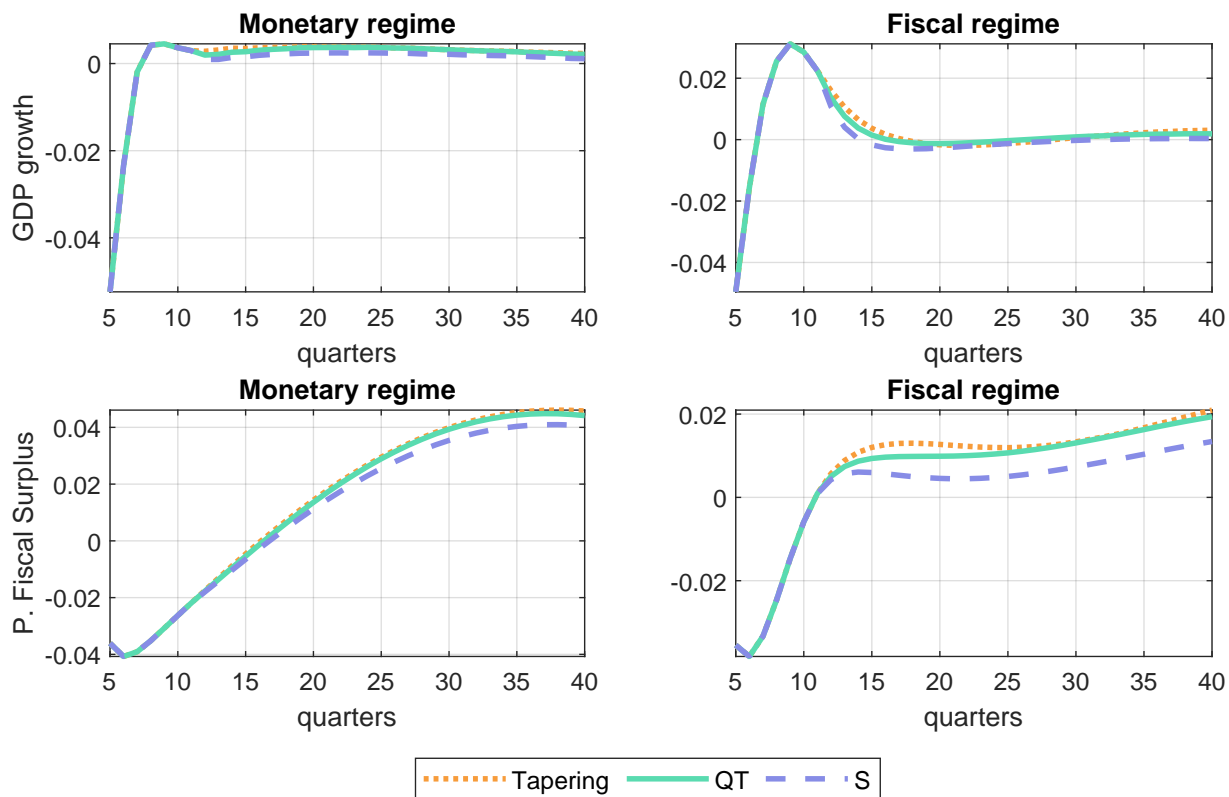 Monetary regime
GDP growth
0
-0.02
-0.04
5 10 15 20 25 30 35 40
quarters
Fiscal regime
0.02
0
-0.02
-0.04
5 10 15 20 25 30 35 40
quarters
Monetary regime
P. Fiscal Surplus
0.04
0.02
0
-0.02
-0.04
5 10 15 20 25 30 35 40
quarters
Fiscal regime
0.02
0
-0.02
5 10 15 20 25 30 35 40
quarters
Tapering QT S